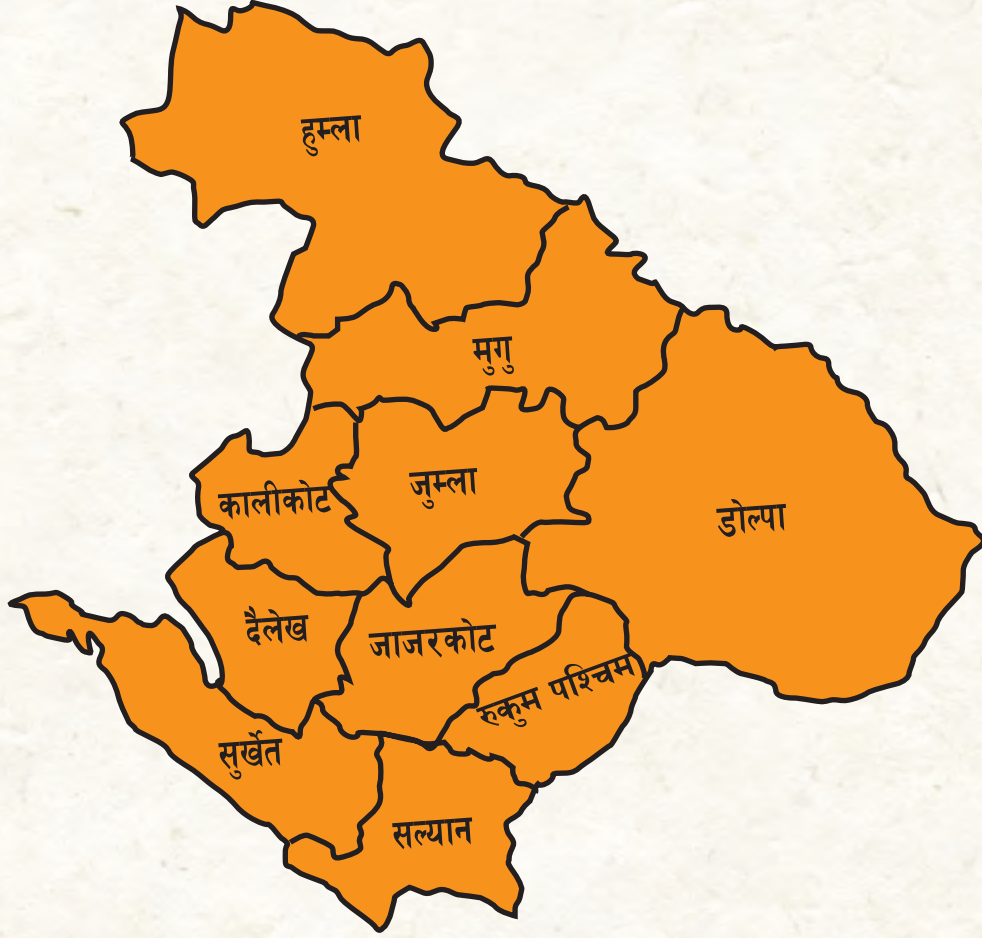 हुम्ला
मुगु
कालीकोट
जुम्ला
डोल्पा
दैलेख
जाजरकोट
रुकुम पश्चिम
सुर्खेत
सल्यान